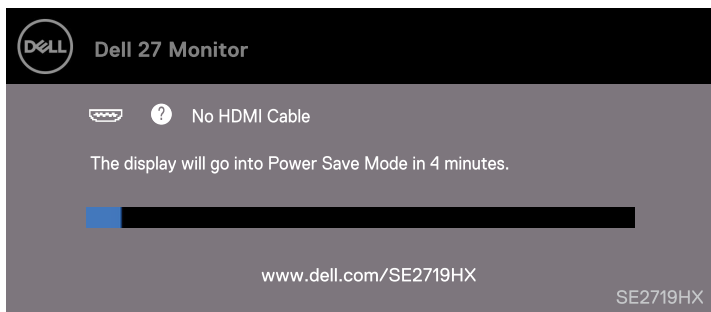 DELL
Dell 27 Monitor
? No HDMI Cable
The display will go into Power Save Mode in 4 minutes.
www.dell.com/SE2719HX
SE2719HX